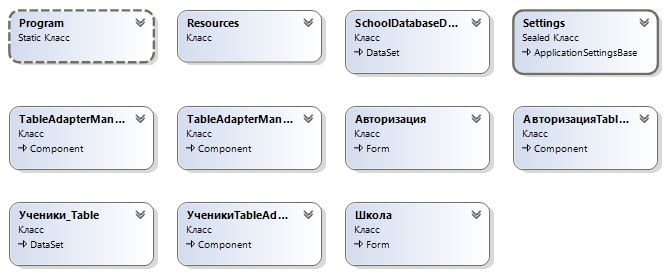 Program
Static Класс
Resources
Класс
SchoolDatabaseD...
Класс
DataSet
Settings
Sealed Класс
ApplicationSettingsBase
TableAdapterMan...
Класс
Component
TableAdapterMan...
Класс
Component
Авторизация
Класс
Form
АвторизацияTabl...
Класс
Component
Ученики_Table
Класс
DataSet
УченикиTableAd...
Класс
Component
Школа
Класс
Form